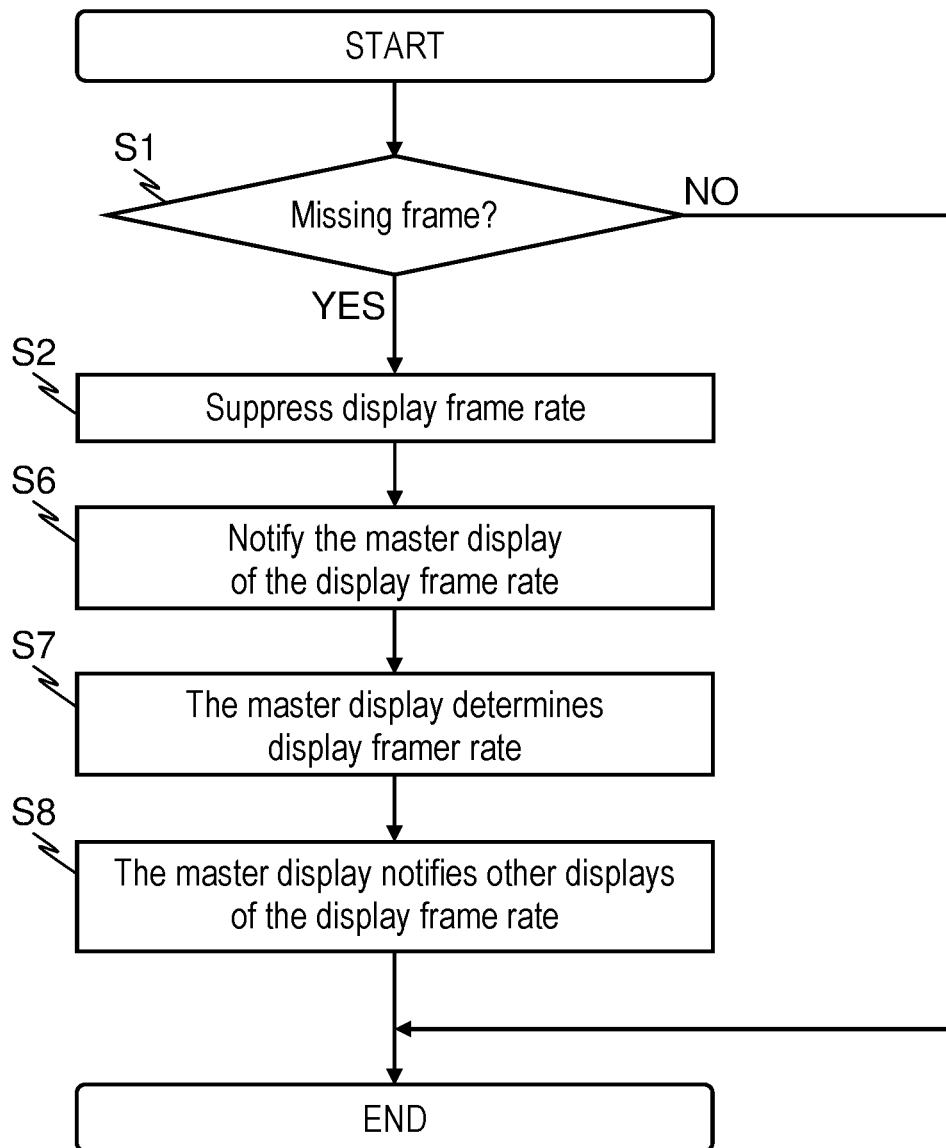 START
S1
Missing frame?
NO
YES
S2
Suppress display frame rate
S6
Notify the master display
of the display frame rate
S7
The master display determines
display framer rate
S8
The master display notifies other displays
of the display frame rate
END